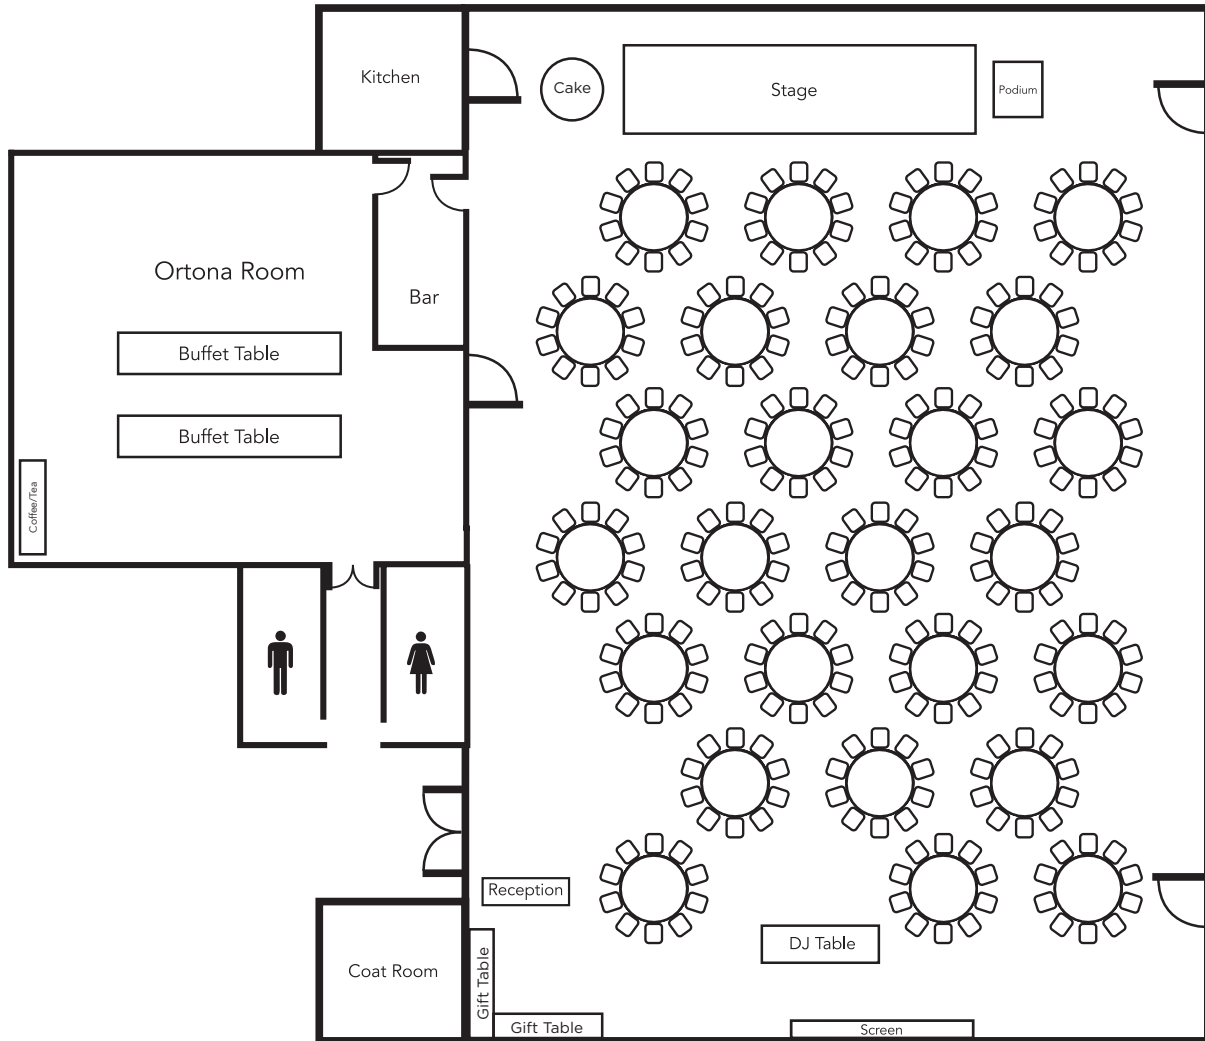 Kitchen
Cake
Stage
Podium
Ortona Room
Bar
Buffet Table
Buffet Table
Coffee/Tea
Reception
DJ Table
Coat Room
Gift Table
Gift Table
Screen